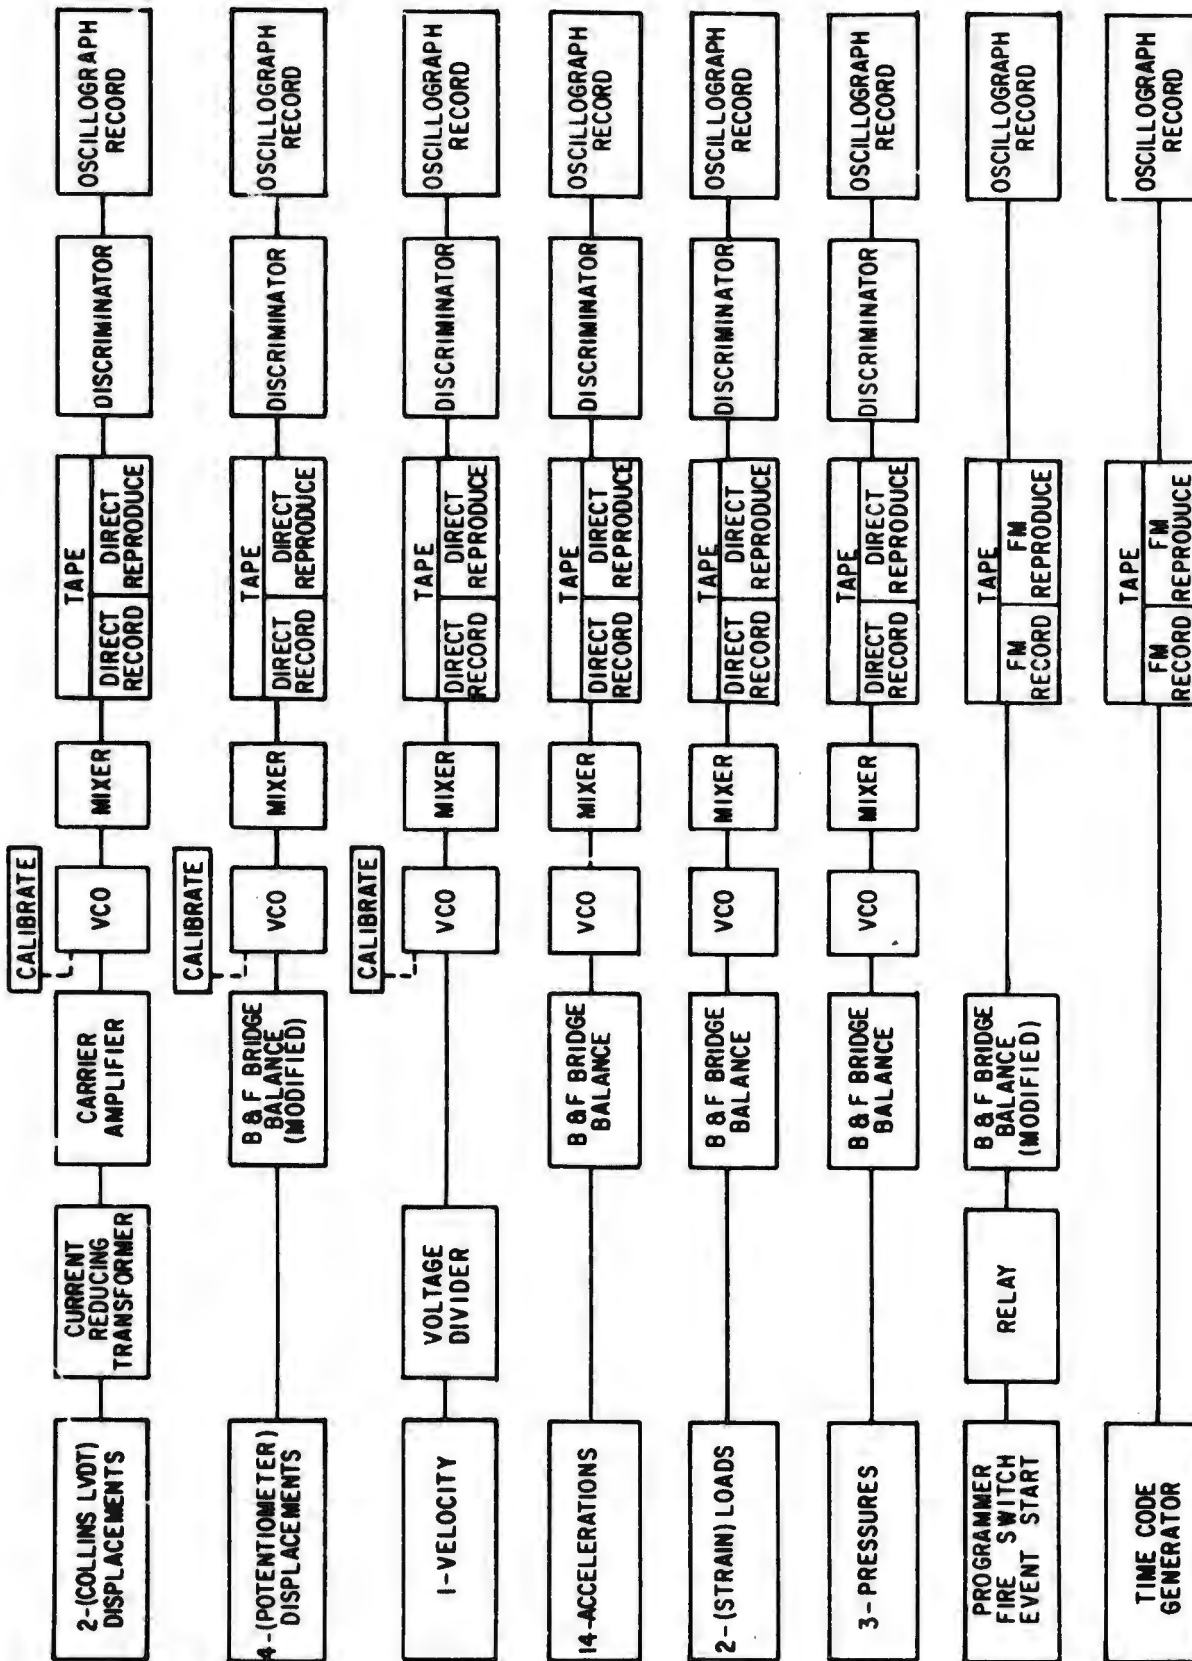 2-(COLLINS LVDT)
DISPLACEMENTS
CURRENT
REDUCING
TRANSFORMER
CARRIER
AMPLIFIER
CALIBRATE
VCO
MIXER
TAPE
DIRECT
RECORD
DIRECT
REPRODUCE
DISCRIMINATOR
OSCILLOGRAPH
RECORD
4-(POTENTIOMETER)
DISPLACEMENTS
B & F BRIDGE
BALANCE
(MODIFIED)
CALIBRATE
VCO
MIXER
TAPE
DIRECT
RECORD
DIRECT
REPRODUCE
DISCRIMINATOR
OSCILLOGRAPH
RECORD
1-VELOCITY
VOLTAGE
DIVIDER
CALIBRATE
VCO
MIXER
TAPE
DIRECT
RECORD
DIRECT
REPRODUCE
DISCRIMINATOR
OSCILLOGRAPH
RECORD
14-ACCELERATIONS
B & F BRIDGE
BALANCE
VCO
MIXER
TAPE
DIRECT
RECORD
DIRECT
REPRODUCE
DISCRIMINATOR
OSCILLOGRAPH
RECORD
2-(STRAIN) LOADS
B & F BRIDGE
BALANCE
VCO
MIXER
TAPE
DIRECT
RECORD
DIRECT
REPRODUCE
DISCRIMINATOR
OSCILLOGRAPH
RECORD
3-PRESSURES
B & F BRIDGE
BALANCE
VCO
MIXER
TAPE
DIRECT
RECORD
DIRECT
REPRODUCE
DISCRIMINATOR
OSCILLOGRAPH
RECORD
PROGRAMMER
FIRE SWITCH
EVENT START
RELAY
B & F BRIDGE
BALANCE
(MODIFIED)
TAPE
FM
RECORD
FM
REPRODUCE
OSCILLOGRAPH
RECORD
TIME CODE
GENERATOR
TAPE
FM
RECORD
FM
REPRODUCE
OSCILLOGRAPH
RECORD